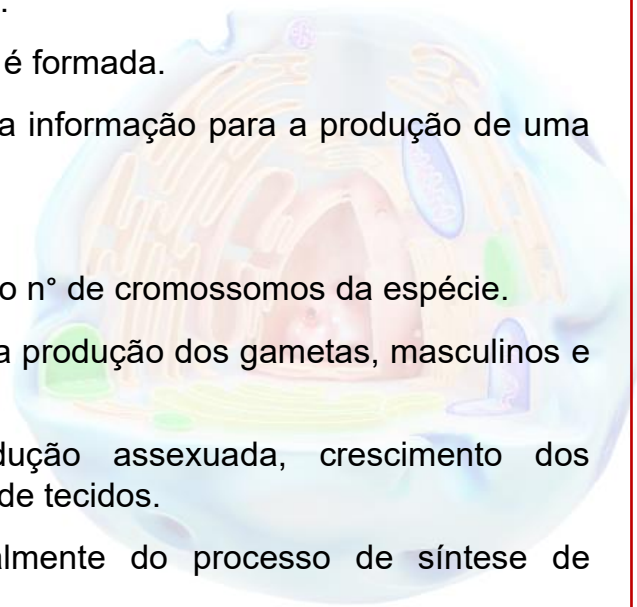 .
é formada.
a informação para a produção de uma
o n° de cromossomos da espécie.
a produção dos gametas, masculinos e
dução assexuada, crescimento dos
de tecidos.
almente do processo de síntese de